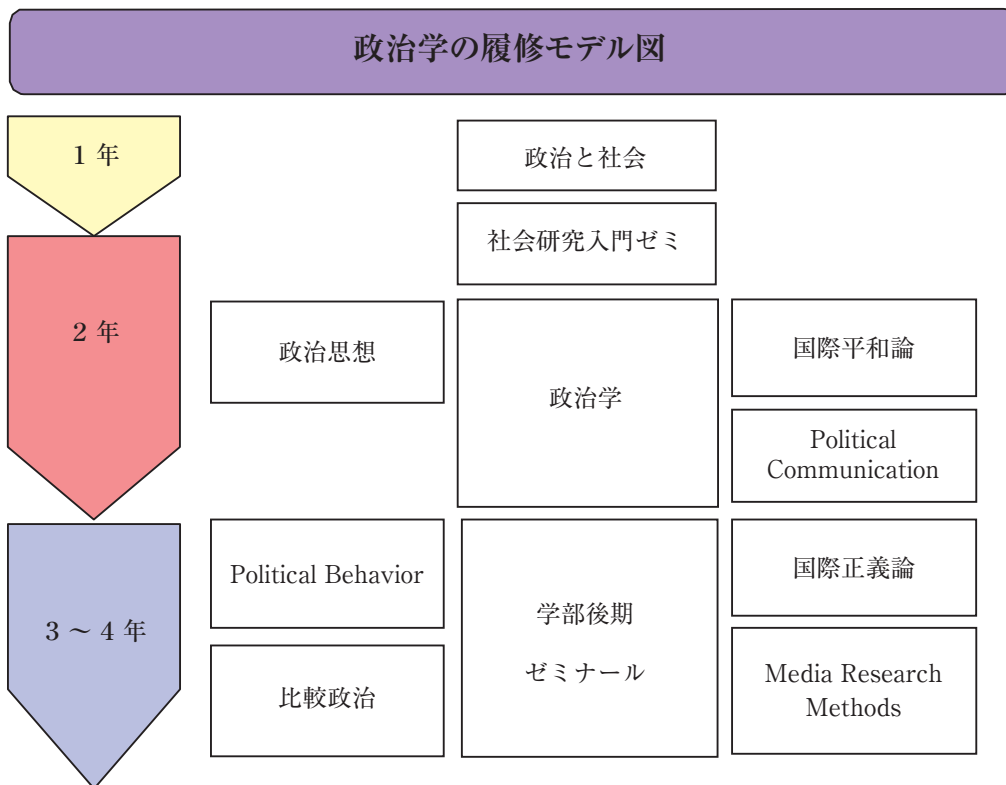 政治学の履修モデル図
1 年
政治と社会
社会研究入門ゼミ
2 年
政治思想
政治学
国際平和論
Political
Communication
3 〜 4 年
Political Behavior
比較政治
学部後期
ゼミナール
国際正義論
Media Research
Methods